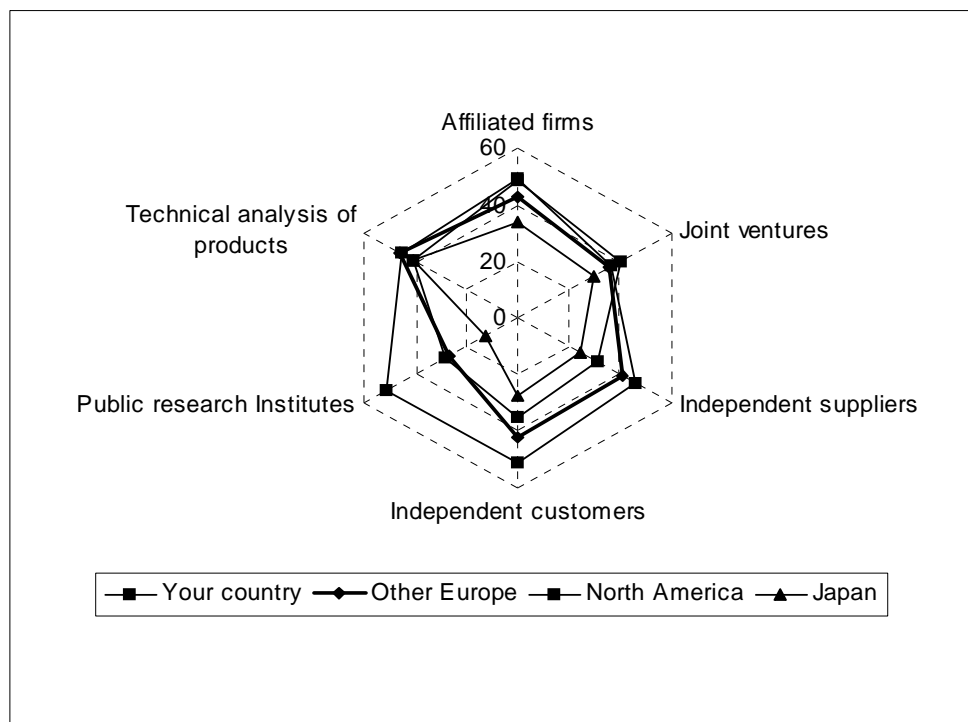 Affiliated firms
60
Technical analysis of
products
40
Joint ventures
20
0
Public research Institutes
Independent suppliers
Independent customers
Your country Other Europe North America Japan